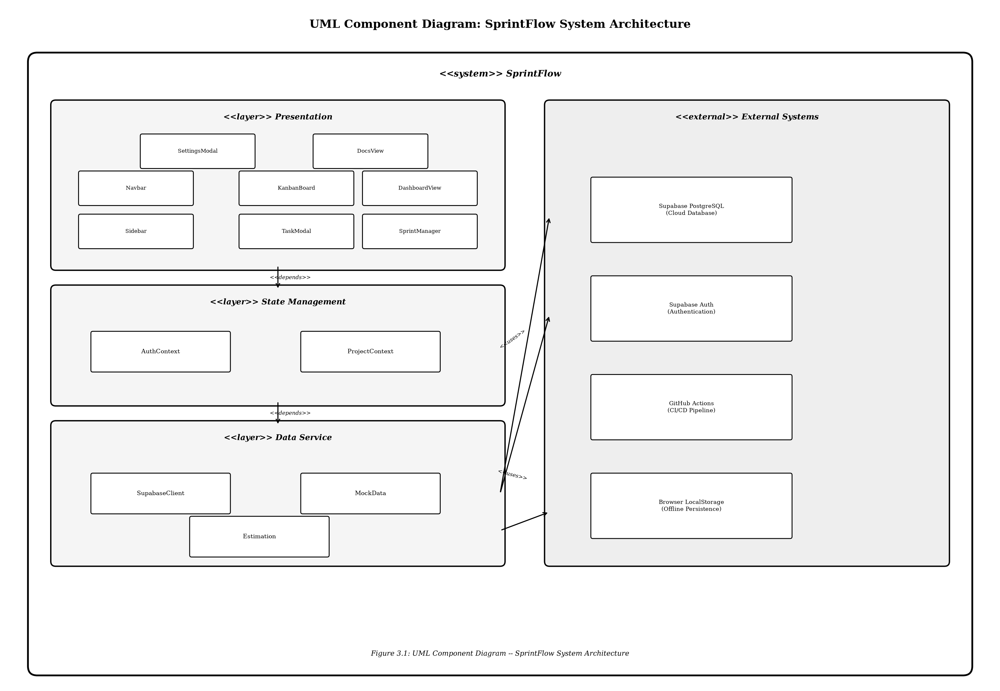 UML Component Diagram: SprintFlow System Architecture
<<system>> SprintFlow
<<layer>> Presentation
SettingsModal
DocsView
Navbar
KanbanBoard
DashboardView
Sidebar
TaskModal
SprintManager
<<depends>>
<<layer>> State Management
AuthContext
ProjectContext
<<depends>>
<<layer>> Data Service
SupabaseClient
MockData
Estimation
<<uses>>
<<uses>>
<<external>> External Systems
Supabase PostgreSQL
(Cloud Database)
Supabase Auth
(Authentication)
GitHub Actions
(CI/CD Pipeline)
Browser LocalStorage
(Offline Persistence)
Figure 3.1: UML Component Diagram -- SprintFlow System Architecture